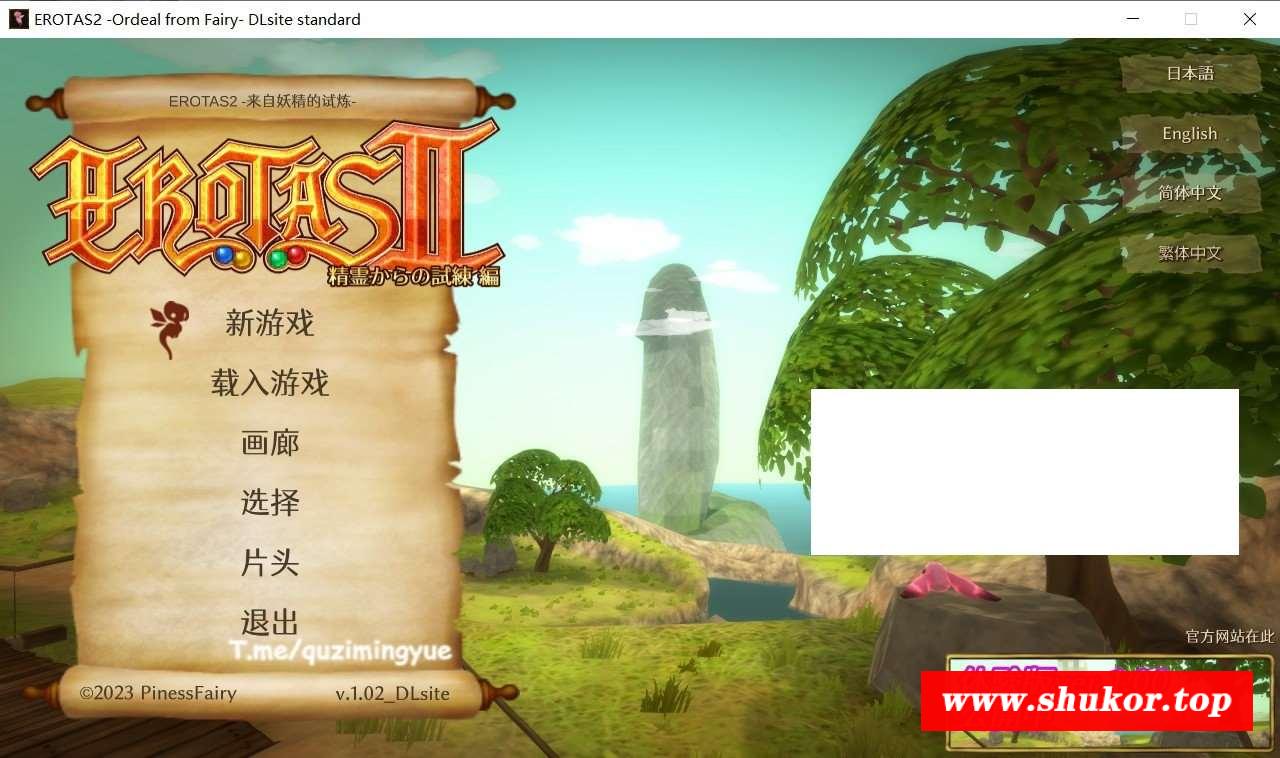 EROTAS2 -Ordeal from Fairy- DLsite standard
日本語
English
简体中文
繁体中文
EROTAS2 -来自妖精的试炼-
EROTAS II
精霊からの試練 編
新游戏
载入游戏
画廊
选择
片头
退出
T.me/quzimingyue
©2023 PinessFairy
v.1.02_DLsite
官方网站在此
www.shukor.top